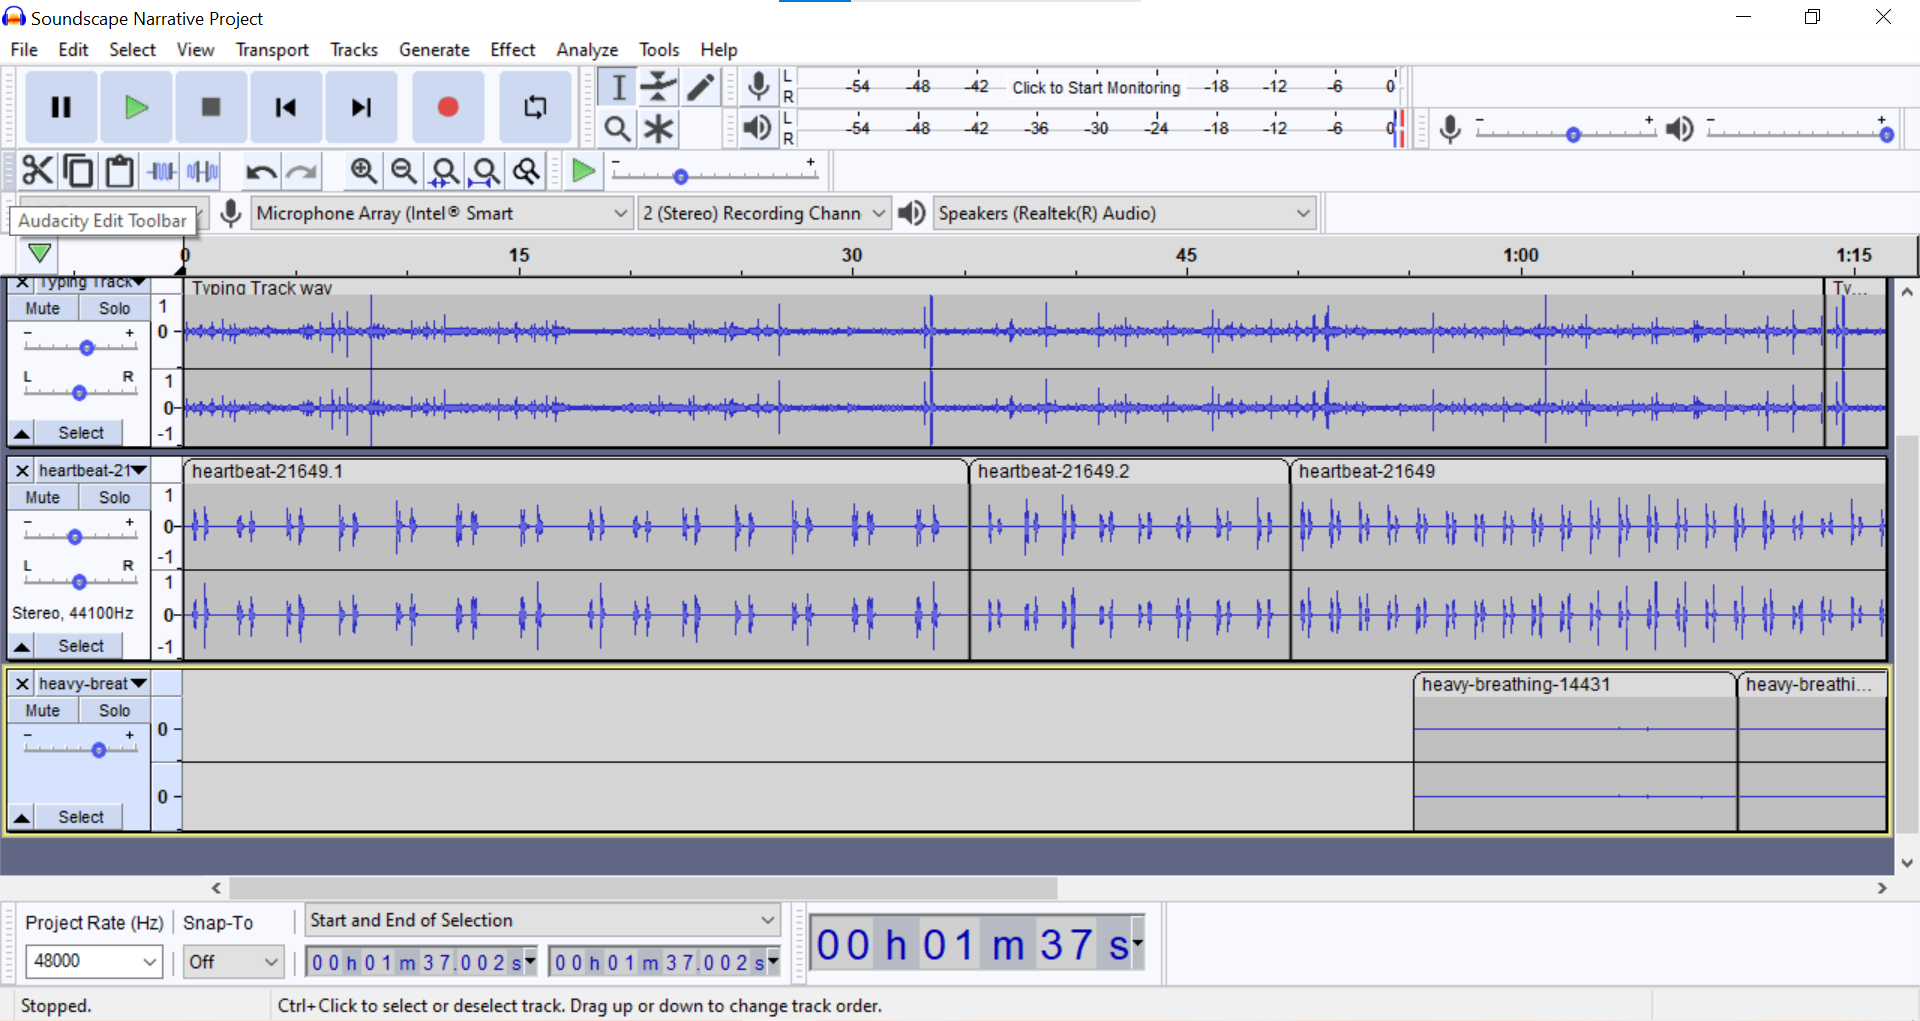 Soundscape Narrative Project
File Edit Select View Transport Tracks Generate Effect Analyze Tools Help
L
R
-54 -48 -42 Click to Start Monitoring -18 -12 -6 0
L
R
-54 -48 -42 -36 -30 -24 -18 -12 -6 0
- +
- +
- +
Audacity Edit Toolbar
Microphone Array (Intel® Smart
2 (Stereo) Recording Chann
Speakers (Realtek(R) Audio)
0 15 30 45 1:00 1:15
Typing Track
Typing Track wav
Ty...
Mute Solo
- +
L R
Select
1
0
1
0
-1
heartbeat-21
heartbeat-21649.1
heartbeat-21649.2
heartbeat-21649
Mute Solo
- +
L R
Stereo, 44100Hz
Select
1
0
-1
1
0
-1
heavy-breat
heavy-breathing-14431
heavy-breathi...
Mute Solo
- +
Select
0
0
Project Rate (Hz)
Snap-To
Start and End of Selection
48000
Off
00 h 01 m 37.002 s
00 h 01 m 37.002 s
00 h 01 m 37 s
Stopped.
Ctrl+Click to select or deselect track. Drag up or down to change track order.